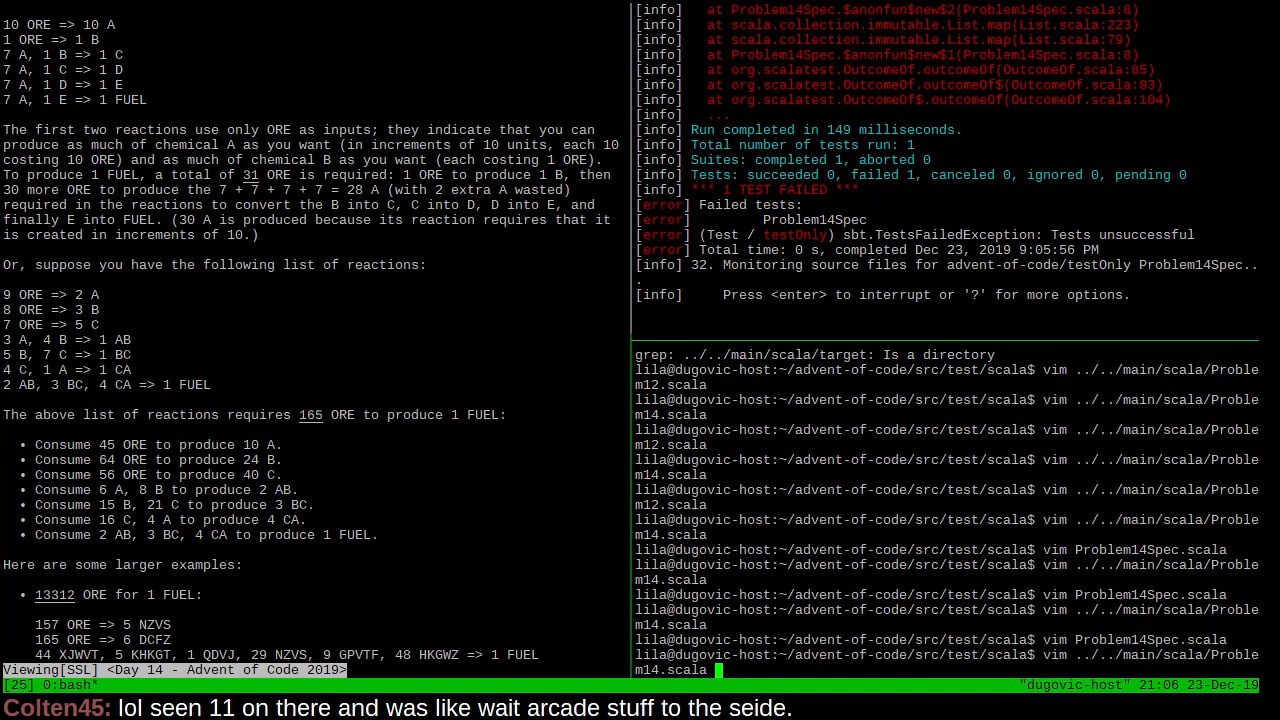 10 ORE => 10 A
1 ORE => 1 B
7 A, 1 B => 1 C
7 A, 1 C => 1 D
7 A, 1 D => 1 E
7 A, 1 E => 1 FUEL
The first two reactions use only ORE as inputs; they indicate that you can
produce as much of chemical A as you want (in increments of 10 units, each 10
costing 10 ORE) and as much of chemical B as you want (each costing 1 ORE).
To produce 1 FUEL, a total of 31 ORE is required: 1 ORE to produce 1 B, then
30 more ORE to produce the 7 + 7 + 7 + 7 = 28 A (with 2 extra A wasted)
required in the reactions to convert the B into C, C into D, D into E, and
finally E into FUEL. (30 A is produced because its reaction requires that it
is created in increments of 10.)
Or, suppose you have the following list of reactions:
9 ORE => 2 A
8 ORE => 3 B
7 ORE => 5 C
3 A, 4 B => 1 AB
5 B, 7 C => 1 BC
4 C, 1 A => 1 CA
2 AB, 3 BC, 4 CA => 1 FUEL
The above list of reactions requires 165 ORE to produce 1 FUEL:
• Consume 45 ORE to produce 10 A.
• Consume 64 ORE to produce 24 B.
• Consume 56 ORE to produce 40 C.
• Consume 6 A, 8 B to produce 2 AB.
• Consume 15 B, 21 C to produce 3 BC.
• Consume 16 C, 4 A to produce 4 CA.
• Consume 2 AB, 3 BC, 4 CA to produce 1 FUEL.
Here are some larger examples:
• 13312 ORE for 1 FUEL:
157 ORE => 5 NZVS
165 ORE => 6 DCFZ
44 XJWVT, 5 KHKGT, 1 QDVJ, 29 NZVS, 9 GPVTF, 48 HKGWZ => 1 FUEL
Viewing[SSL] <Day 14 - Advent of Code 2019>
[info]   at Problem14Spec.$anonfun$new$2(Problem14Spec.scala:8)
[info]   at scala.collection.immutable.List.map(List.scala:223)
[info]   at scala.collection.immutable.List.map(List.scala:79)
[info]   at Problem14Spec.$anonfun$new$1(Problem14Spec.scala:8)
[info]   at org.scalatest.OutcomeOf.outcomeOf(OutcomeOf.scala:85)
[info]   at org.scalatest.OutcomeOf.outcomeOf$(OutcomeOf.scala:83)
[info]   at org.scalatest.OutcomeOf$.outcomeOf(OutcomeOf.scala:104)
[info]   ...
[info] Run completed in 149 milliseconds.
[info] Total number of tests run: 1
[info] Suites: completed 1, aborted 0
[info] Tests: succeeded 0, failed 1, canceled 0, ignored 0, pending 0
[info] *** 1 TEST FAILED ***
[error] Failed tests:
[error]         Problem14Spec
[error] (Test / testOnly) sbt.TestsFailedException: Tests unsuccessful
[error] Total time: 0 s, completed Dec 23, 2019 9:05:56 PM
[info] 32. Monitoring source files for advent-of-code/testOnly Problem14Spec..
.
[info]     Press <enter> to interrupt or '?' for more options.
grep: ../../main/scala/target: Is a directory
lila@dugovic-host:~/advent-of-code/src/test/scala$ vim ../../main/scala/Proble
m12.scala
lila@dugovic-host:~/advent-of-code/src/test/scala$ vim ../../main/scala/Proble
m14.scala
lila@dugovic-host:~/advent-of-code/src/test/scala$ vim ../../main/scala/Proble
m12.scala
lila@dugovic-host:~/advent-of-code/src/test/scala$ vim ../../main/scala/Proble
m14.scala
lila@dugovic-host:~/advent-of-code/src/test/scala$ vim ../../main/scala/Proble
m12.scala
lila@dugovic-host:~/advent-of-code/src/test/scala$ vim ../../main/scala/Proble
m14.scala
lila@dugovic-host:~/advent-of-code/src/test/scala$ vim Problem14Spec.scala
lila@dugovic-host:~/advent-of-code/src/test/scala$ vim ../../main/scala/Proble
m14.scala
lila@dugovic-host:~/advent-of-code/src/test/scala$ vim Problem14Spec.scala
lila@dugovic-host:~/advent-of-code/src/test/scala$ vim ../../main/scala/Proble
m14.scala
lila@dugovic-host:~/advent-of-code/src/test/scala$ vim Problem14Spec.scala
lila@dugovic-host:~/advent-of-code/src/test/scala$ vim ../../main/scala/Proble
m14.scala
[25] 0:bash* "dugovic-host" 21:06 23-Dec-19
Colten45: lol seen 11 on there and was like wait arcade stuff to the seide.